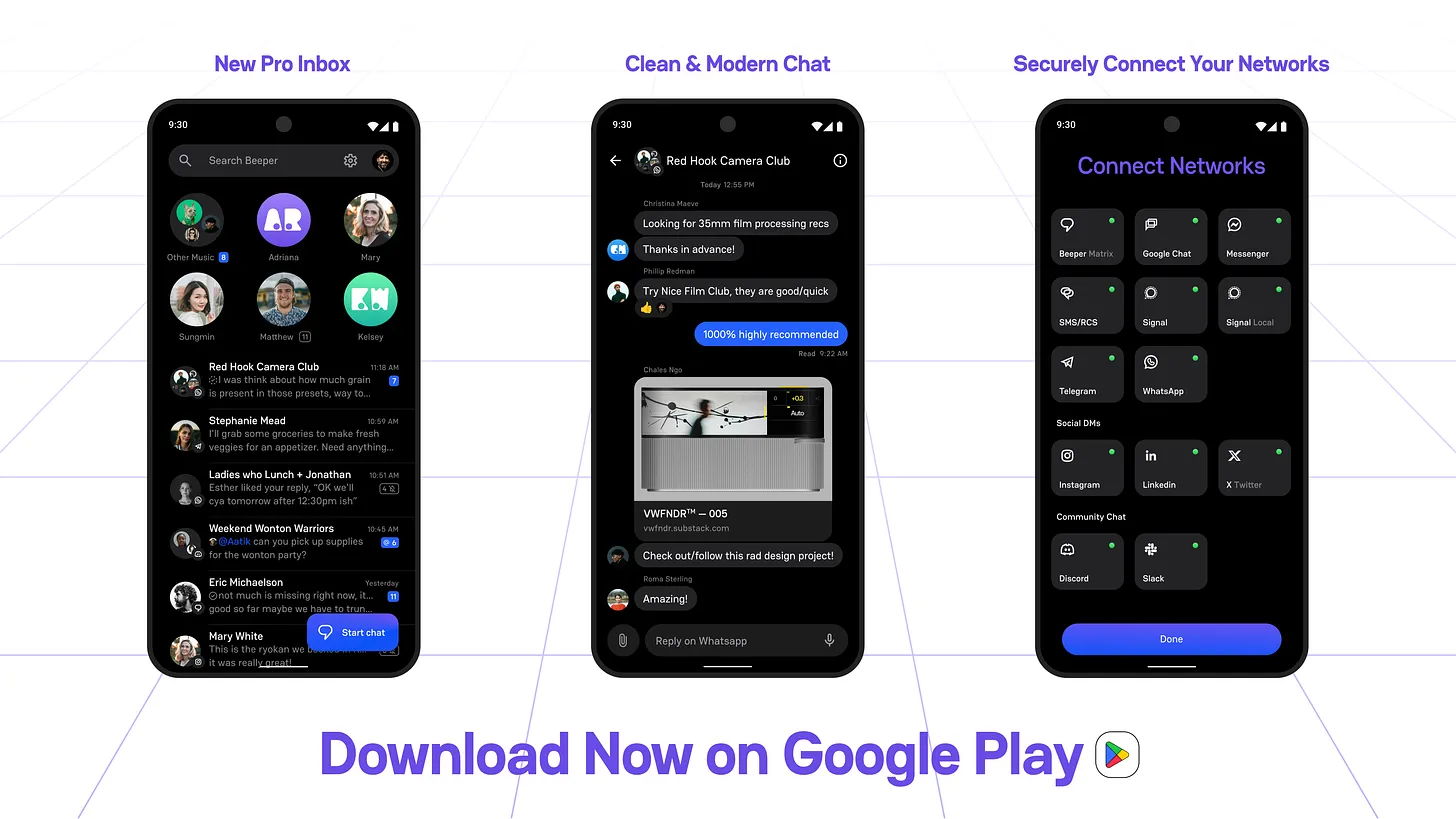 New Pro Inbox
9:30
Search Beeper
AR
Other Music 8
Adriana
Mary
KW
Sungmin
Matthew 11
Kelsey
Red Hook Camera Club 11:18 AM
I was think about how much grain 7
is present in those presets, way to...
Stephanie Mead 10:59 AM
I'll grab some groceries to make fresh
veggies for an appetizer. Need anything...
Ladies who Lunch + Jonathan 10:51 AM
Esther liked your reply, “OK we'll 4
cya tomorrow after 12:30pm ish”
Weekend Wonton Warriors 10:45 AM
@Aatik can you pick up supplies @ 6
for the wonton party?
Eric Michaelson Yesterday
not much is missing right now, it... 11
good so far maybe we have to trun...
Mary White
This is the ryokan we
it was really great!
Start chat
Clean & Modern Chat
9:30
Red Hook Camera Club
Today 12:55 PM
Christina Maeve
Looking for 35mm film processing recs
Thanks in advance!
Phillip Redman
Try Nice Film Club, they are good/quick
1000% highly recommended
Read 9:22 AM
Chales Ngo
0 +0.3
Auto
VWFNDR™ — 005
vwfndr.substack.com
Check out/follow this rad design project!
Roma Sterling
Amazing!
Reply on Whatsapp
Securely Connect Your Networks
9:30
Connect Networks
Beeper Matrix
Google Chat
Messenger
SMS/RCS
Signal
Signal Local
Telegram
WhatsApp
Social DMs
Instagram
Linkedin
X Twitter
Community Chat
Discord
Slack
Done
Download Now on Google Play